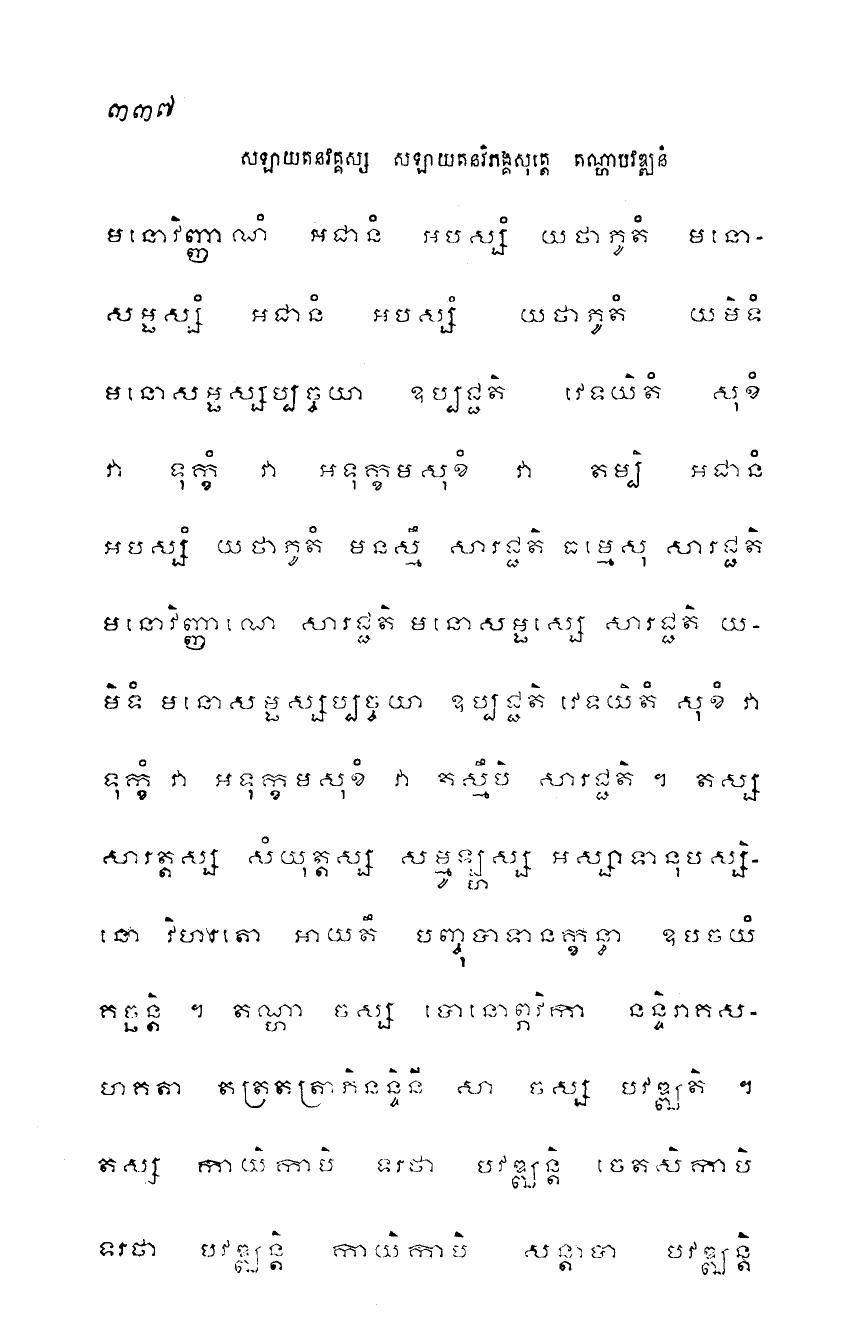 ៣៣៧
សឡាយតនវគ្គស្ស សឡាយតនវិភង្គសុត្តេ តណ្ហាបវឌ្ឍនំ
មនោវិញ្ញាណំ អជានំ អបស្សំ យថាភូតំ មនោ-
សម្ផស្សំ អជានំ អបស្សំ យថាភូតំ យមិទំ
មនោសម្ផស្សប្បច្ចយា ឧប្បជ្ជតិ វេទយិតំ សុខំ
វា ទុក្ខំ វា អទុក្ខមសុខំ វា តម្បិ អជានំ
អបស្សំ យថាភូតំ មនស្មឹ សារជ្ជតិ ធម្មេសុ សារជ្ជតិ
មនោវិញ្ញាណេ សារជ្ជតិ មនោសម្ផស្សេ សារជ្ជតិ យ-
មិទំ មនោសម្ផស្សប្បច្ចយា ឧប្បជ្ជតិ វេទយិតំ សុខំ វា
ទុក្ខំ វា អទុក្ខមសុខំ វា តស្មឹបិ សារជ្ជតិ ។ តស្ស
សារត្តស្ស សំយុត្តស្ស សម្មូឡ្ហស្ស អស្សាទានុបស្សិ-
នោ វិហរតោ អាយតឹ បញ្ចុបាទានក្ខន្ធា ឧបចយំ
គច្ឆន្តិ ។ តណ្ហា ចស្ស បោនោព្ភវិកា នន្ទិរាគស-
ហគតា តត្រតត្រាភិនន្ទិនី សា ចស្ស បវឌ្ឍតិ ។
តស្ស កាយិកាបិ ទរថា បវឌ្ឍន្តិ ចេតសិកាបិ
ទរថា បវឌ្ឍន្តិ កាយិកាបិ សន្តាបា បវឌ្ឍន្តិ